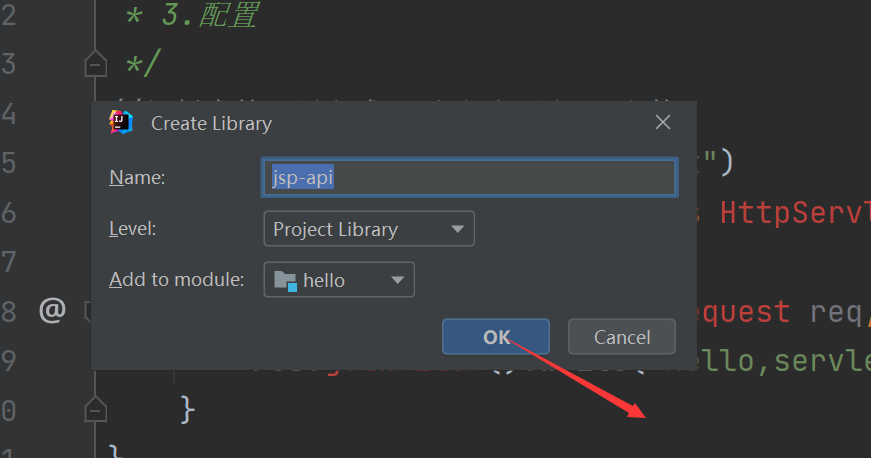 2
* 3.配置
3
*/
4
Create Library
5
")
Name:
jsp-api
6
HttpServl
Level:
Project Library
7
Add to module:
hello
8
@
equest req,
OK
Cancel
9
ello,servle
0
}
}